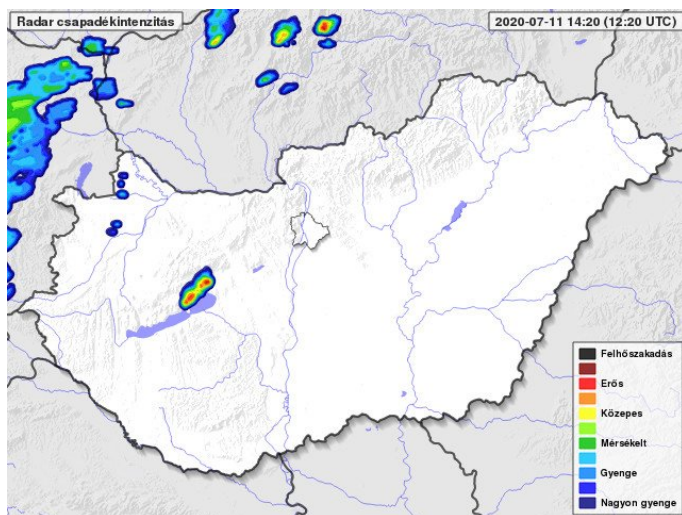 Radar csapadékintenzitás
2020-07-11 14:20 (12:20 UTC)
Felhőszakadás
Erős
Közepes
Mérsékelt
Gyenge
Nagyon gyenge